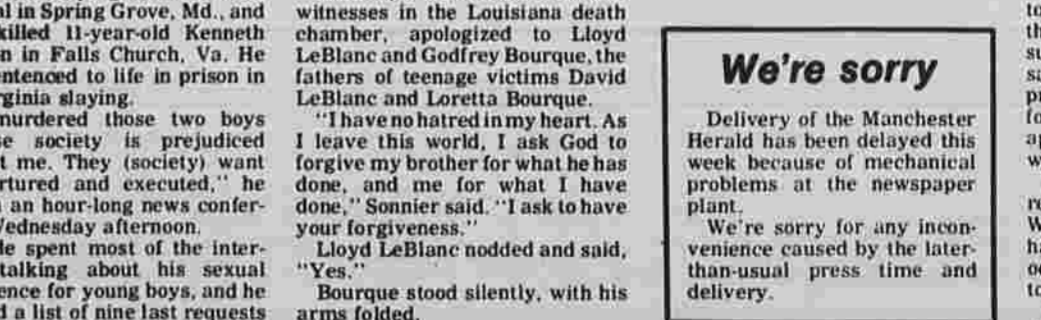 al in Spring Grove, Md., and
killed 11-year-old Kenneth
n in Falls Church, Va. He
entenced to life in prison in
rginia slaying.
murdered those two boys
se society is prejudiced
t me. They (society) want
rtured and executed," he
an hour-long news confer-
Wednesday afternoon.
de spent most of the inter-
talking about his sexual
ence for young boys, and he
d a list of nine last requests
witnesses in the Louisiana death
chamber, apologized to Lloyd
LeBlanc and Godfrey Bourque, the
fathers of teenage victims David
LeBlanc and Loretta Bourque.
"I have no hatred in my heart. As
I leave this world, I ask God to
forgive my brother for what he has
done, and me for what I have
done," Sonnier said. "I ask to have
your forgiveness."
Lloyd LeBlanc nodded and said,
"Yes."
Bourque stood silently, with his
arms folded.
We're sorry
Delivery of the Manchester
Herald has been delayed this
week because of mechanical
problems at the newspaper
plant.
We're sorry for any incon-
venience caused by the later-
than-usual press time and
delivery.